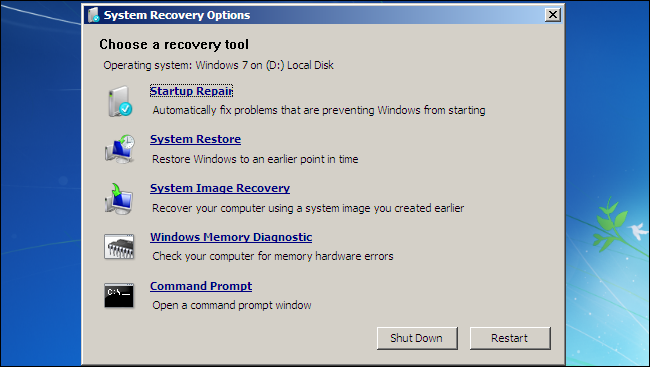 System Recovery Options
Choose a recovery tool
Operating system: Windows 7 on (D:) Local Disk
Startup Repair
Automatically fix problems that are preventing Windows from starting
System Restore
Restore Windows to an earlier point in time
System Image Recovery
Recover your computer using a system image you created earlier
Windows Memory Diagnostic
Check your computer for memory hardware errors
C:\_
Command Prompt
Open a command prompt window
Shut Down
Restart